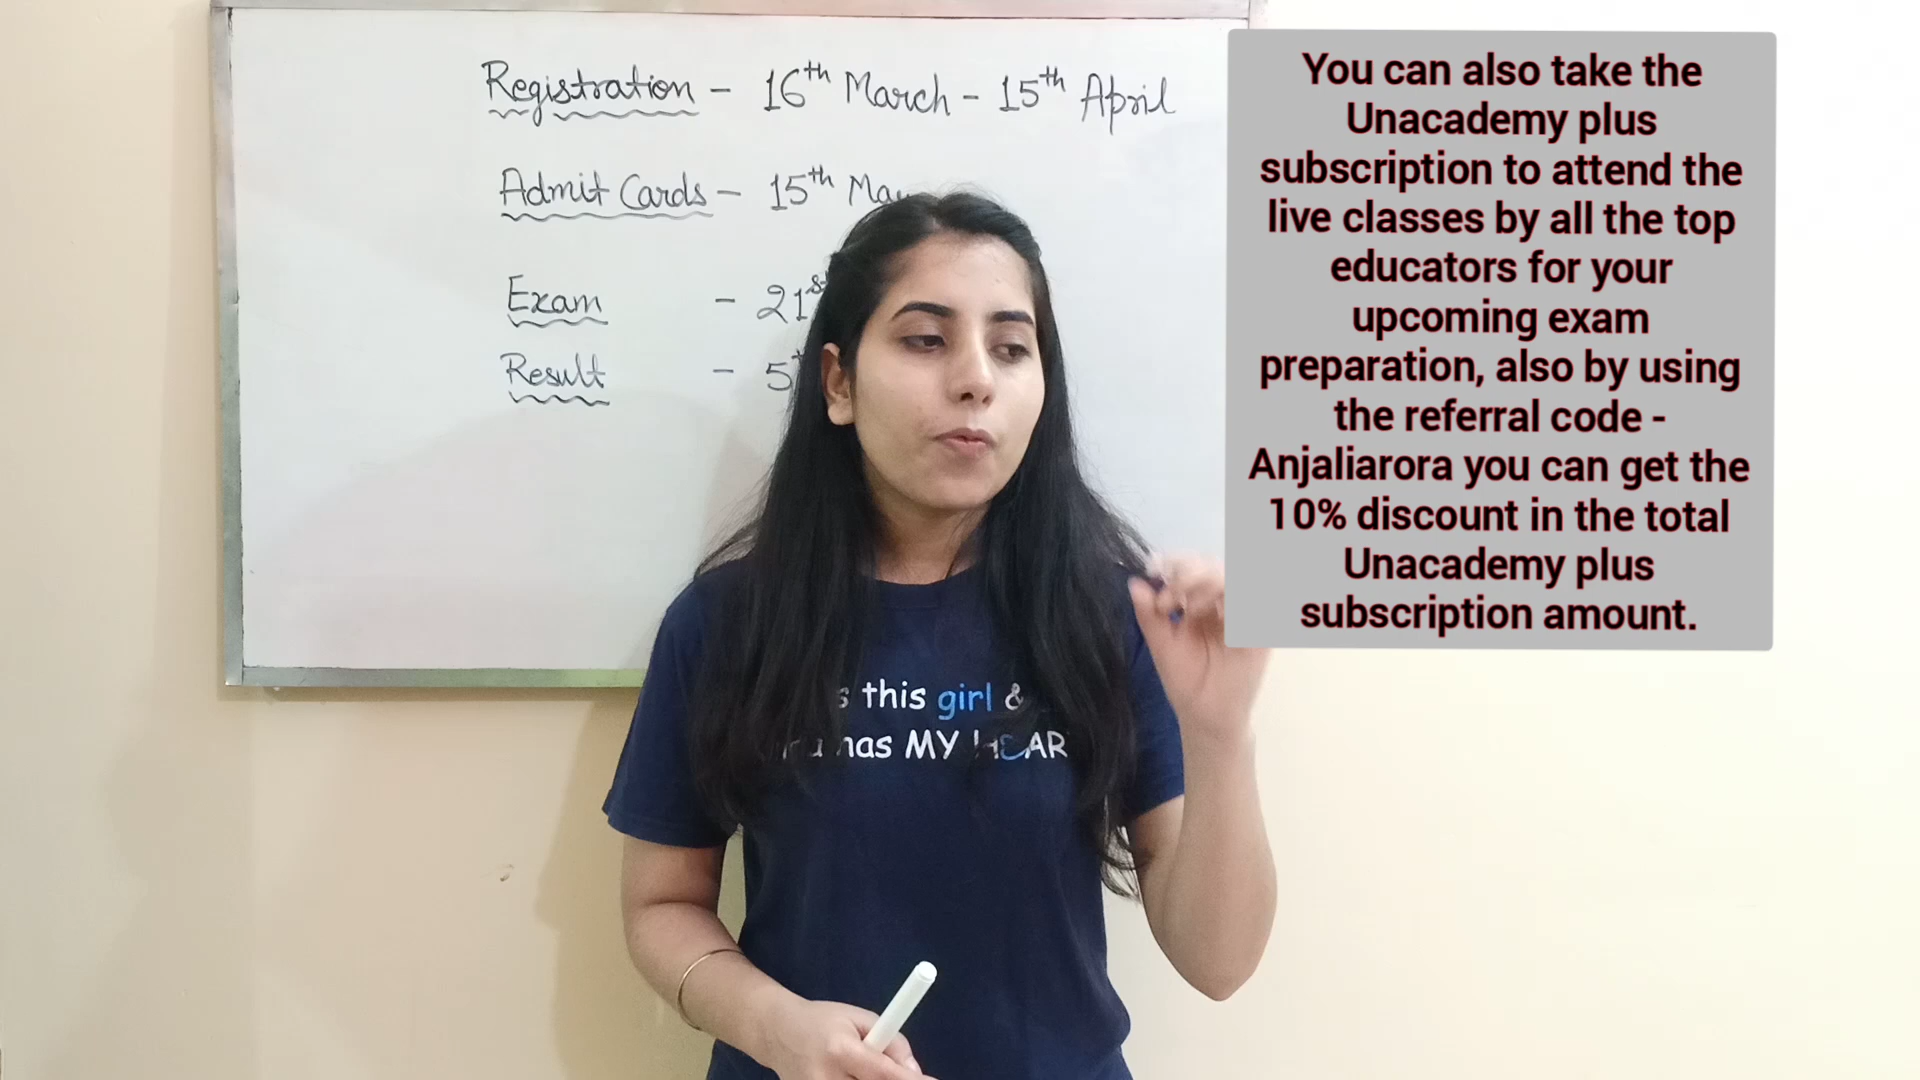 Registration - 16th March - 15th April
Admit Cards - 15th
Exam - 21st
Result -
You can also take the
Unacademy plus
subscription to attend the
live classes by all the top
educators for your
upcoming exam
preparation, also by using
the referral code -
Anjaliarora you can get the
10% discount in the total
Unacademy plus
subscription amount.
this girl &
has MY